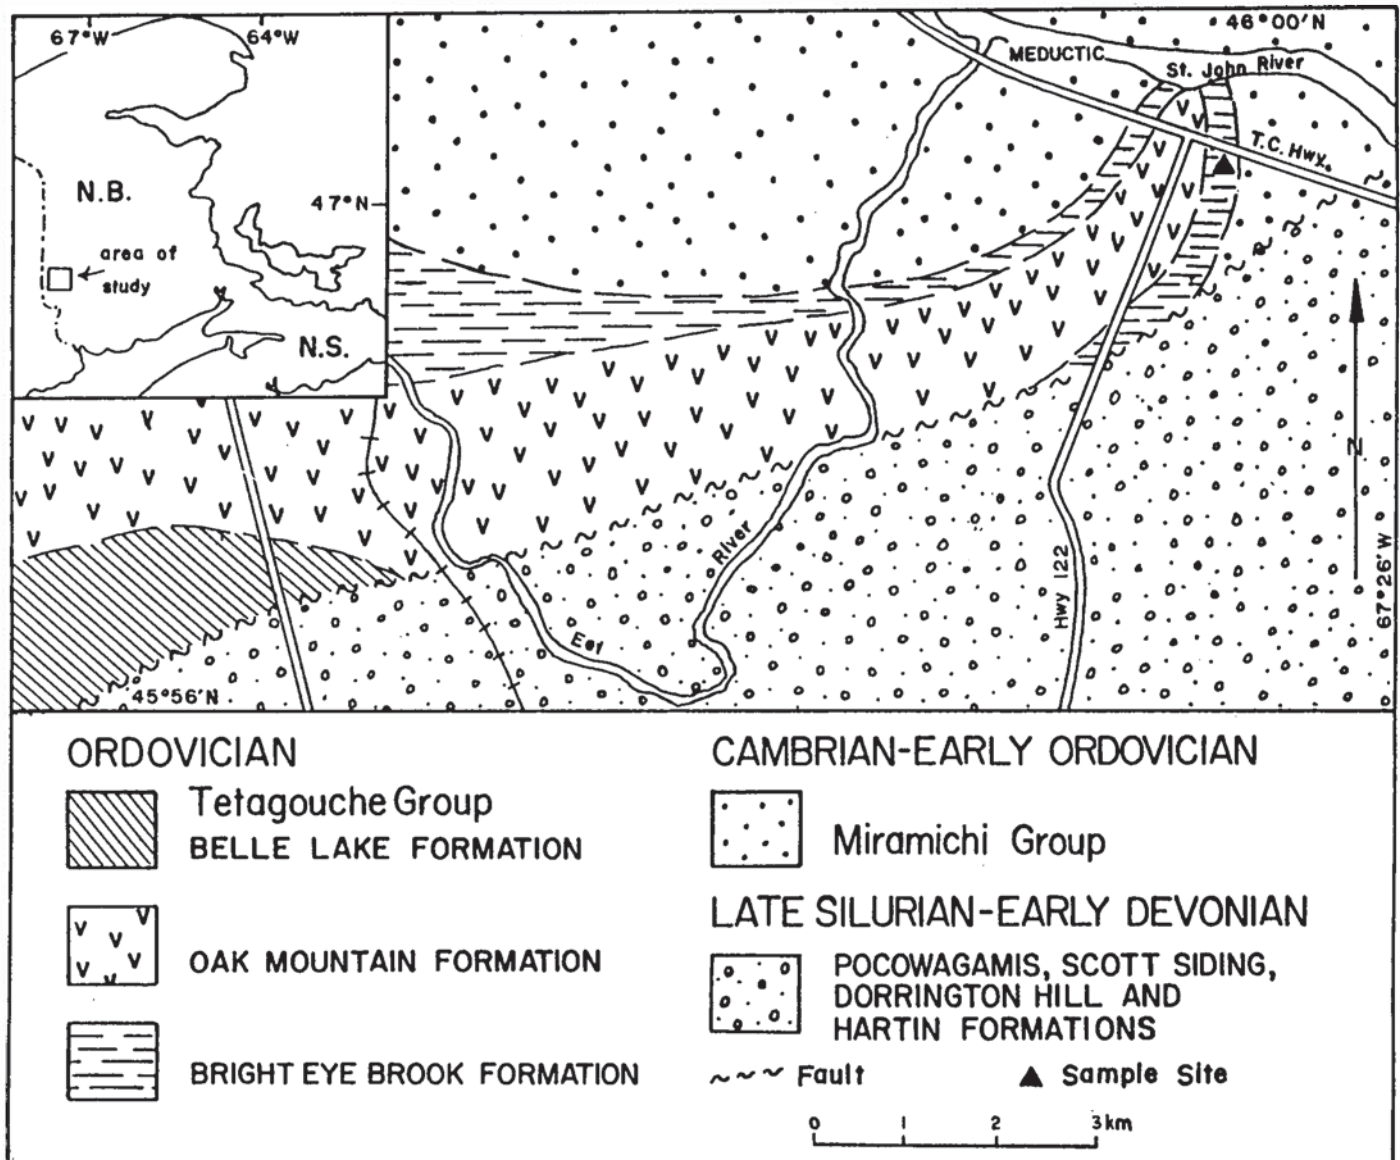 67°W
64°W
46°00'N
MEDUCTIC
St. John River
T.C. Hwy.
N.B.
47°N
area of
study
N.S.
N
River
Eel
Hwy 122
67°26'W
45°56'N
ORDOVICIAN
Tetagouche Group
BELLE LAKE FORMATION
OAK MOUNTAIN FORMATION
BRIGHT EYE BROOK FORMATION
CAMBRIAN-EARLY ORDOVICIAN
Miramichi Group
LATE SILURIAN-EARLY DEVONIAN
POCOWAGAMIS, SCOTT SIDING,
DORRINGTON HILL AND
HARTIN FORMATIONS
Fault
Sample Site
0 1 2 3 km